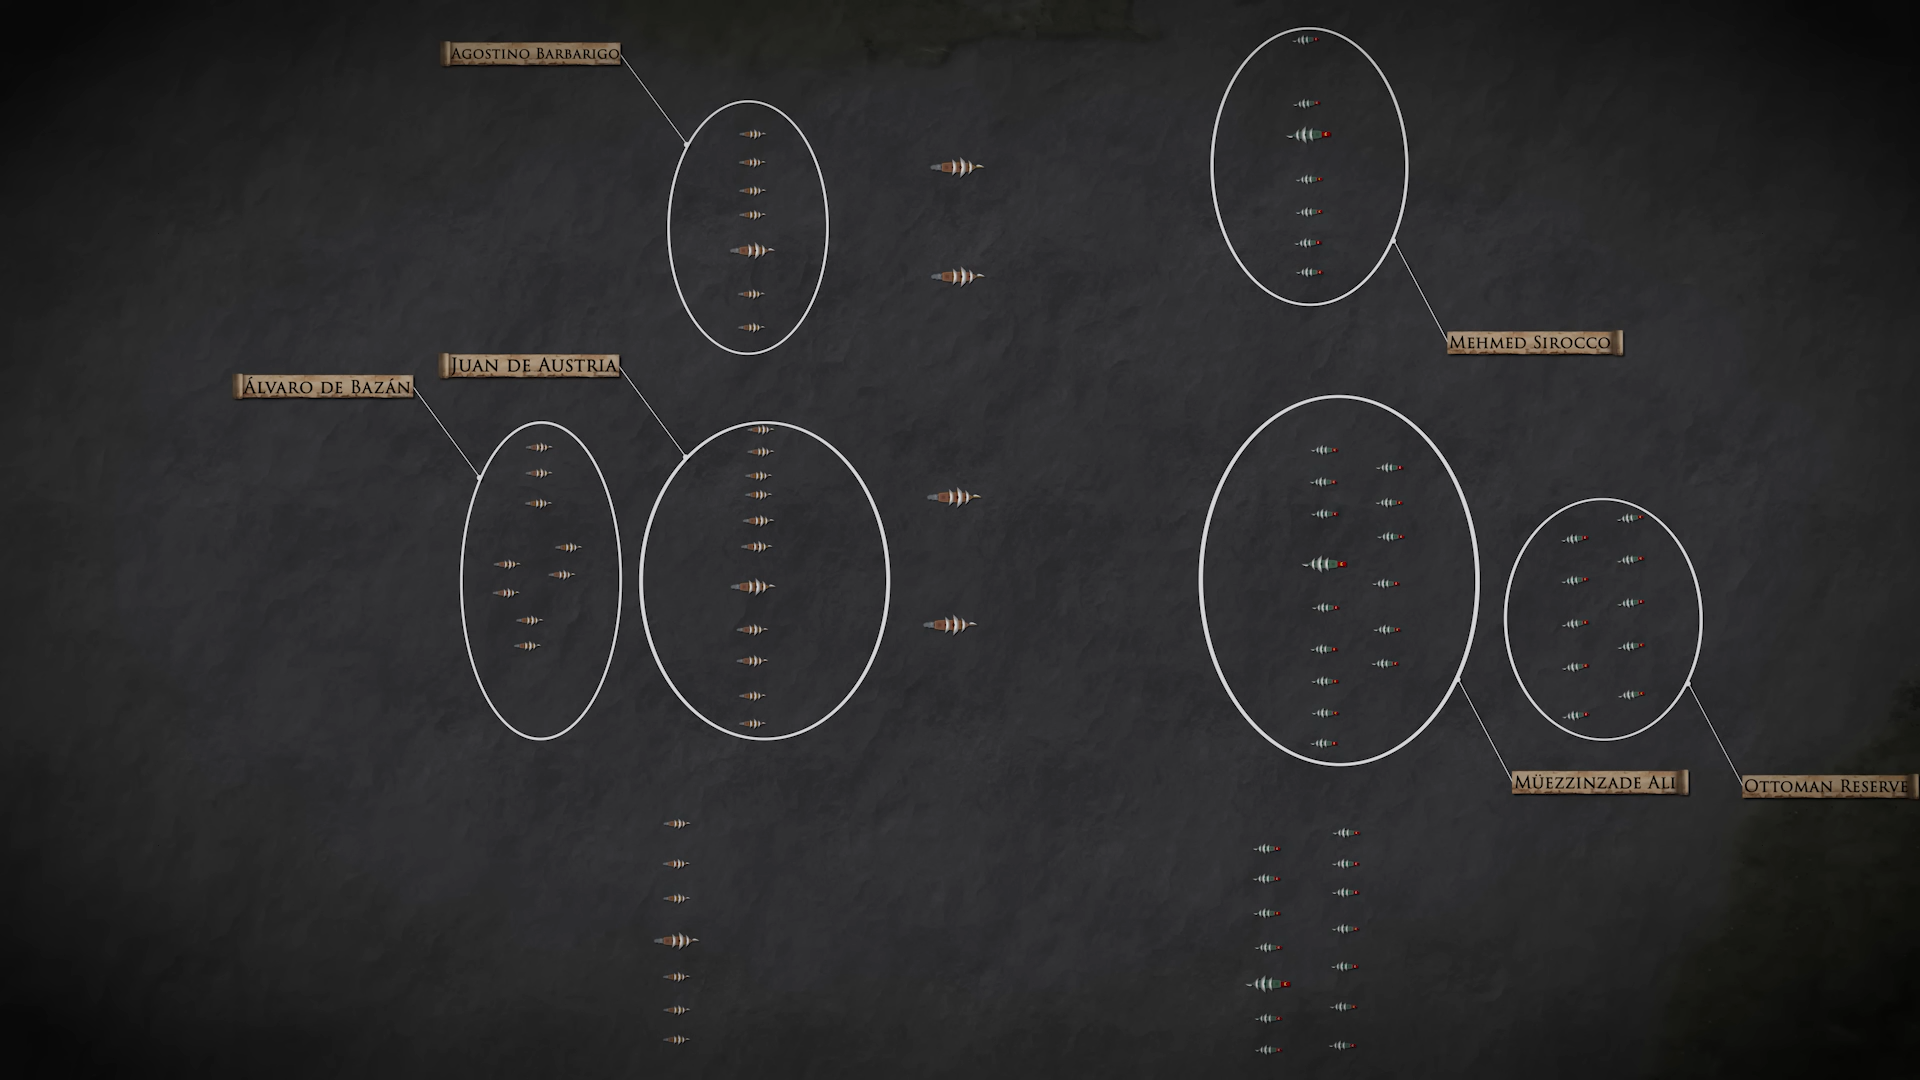 Agostino Barbarigo
Mehmed Sirocco
Juan de Austria
Álvaro de Bazán
Müezzinzade Ali
Ottoman Reserve